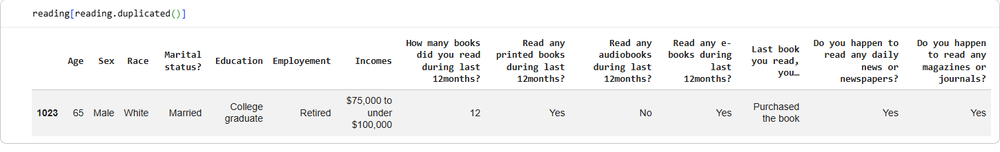 reading[reading.duplicated()]
Age
Sex
Race
Marital
status?
Education
Employement
Incomes
How many books
did you read
during last
12months?
Read any
printed books
during last
12months?
Read any
audiobooks
during last
12months?
Read any e-
books during
last
12months?
Last book
you read,
you…
Do you happen to
read any daily
news or
newspapers?
Do you happen
to read any
magazines or
journals?
1023
65
Male
White
Married
College
graduate
Retired
$75,000 to
under
$100,000
12
Yes
No
Yes
Purchased
the book
Yes
Yes